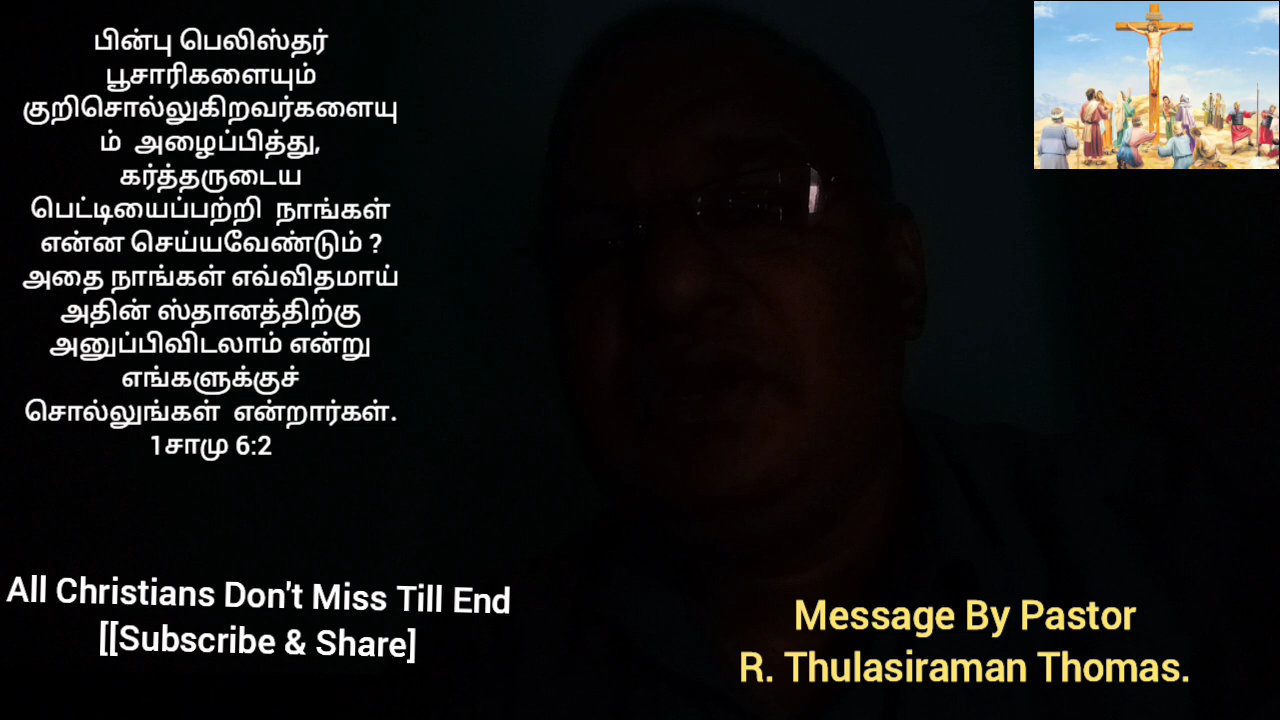 பின்பு பெலிஸ்தர்
பூசாரிகளையும்
குறிசொல்லுகிறவர்களையு
ம் அழைப்பித்து,
கர்த்தருடைய
பெட்டியைப்பற்றி நாங்கள்
என்ன செய்யவேண்டும் ?
அதை நாங்கள் எவ்விதமாய்
அதின் ஸ்தானத்திற்கு
அனுப்பிவிடலாம் என்று
எங்களுக்குச்
சொல்லுங்கள் என்றார்கள்.
1சாமு 6:2
All Christians Don't Miss Till End
[[Subscribe & Share]
Message By Pastor
R. Thulasiraman Thomas.